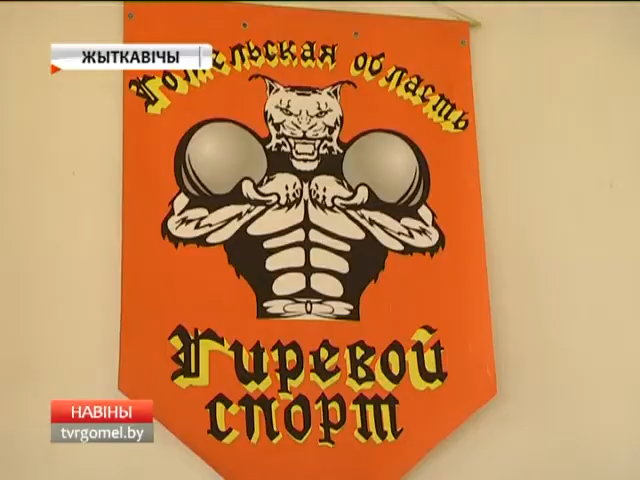 ЖЫТКАВІЧЫ
Гомельская область
Гиревой
спорт
НАВІНЫ
tvrgomel.by